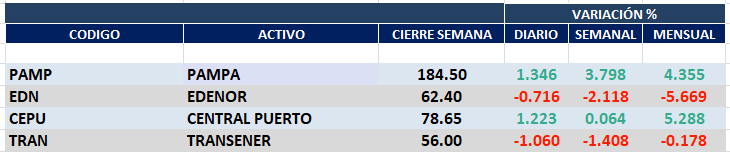 VARIACIÓN %
CODIGO ACTIVO CIERRE SEMANA DIARIO SEMANAL MENSUAL
PAMP PAMPA 184.50 1.346 3.798 4.355
EDN EDENOR 62.40 -0.716 -2.118 -5.669
CEPU CENTRAL PUERTO 78.65 1.223 0.064 5.288
TRAN TRANSENER 56.00 -1.060 -1.408 -0.178